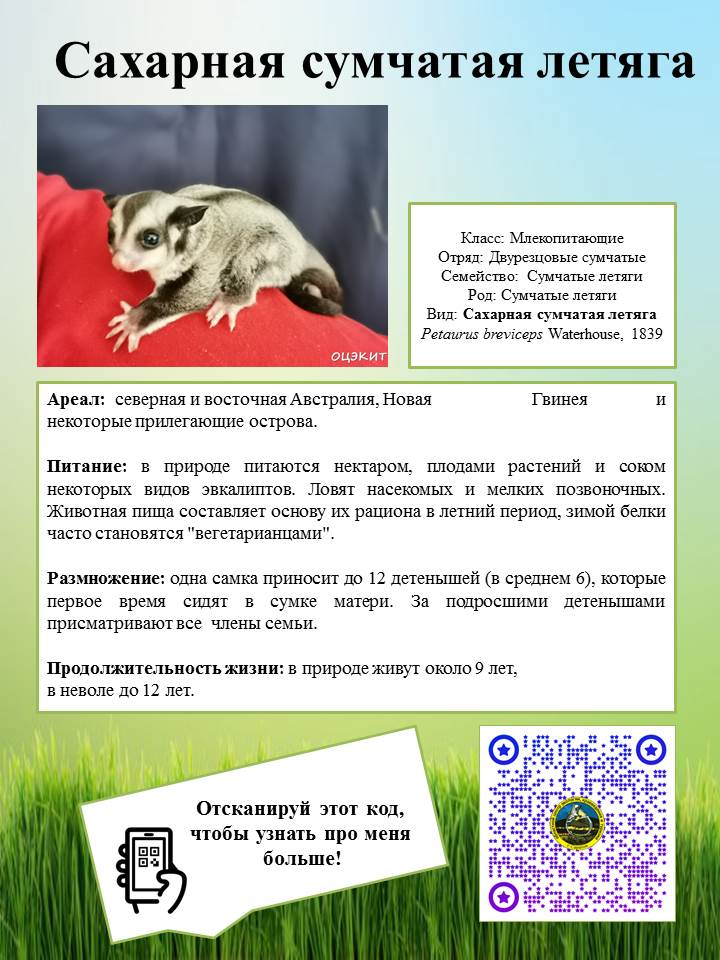 Сахарная сумчатая летяга
ОЦЭКИТ
Класс: Млекопитающие
Отряд: Двурезцовые сумчатые
Семейство: Сумчатые летяги
Род: Сумчатые летяги
Вид: Сахарная сумчатая летяга
Petaurus breviceps Waterhouse, 1839
Ареал: северная и восточная Австралия, Новая Гвинея и
некоторые прилегающие острова.
Питание: в природе питаются нектаром, плодами растений и соком
некоторых видов эвкалиптов. Ловят насекомых и мелких позвоночных.
Животная пища составляет основу их рациона в летний период, зимой белки
часто становятся "вегетарианцами".
Размножение: одна самка приносит до 12 детенышей (в среднем 6), которые
первое время сидят в сумке матери. За подросшими детенышами
присматривают все члены семьи.
Продолжительность жизни: в природе живут около 9 лет,
в неволе до 12 лет.
Отсканируй этот код,
чтобы узнать про меня
больше!